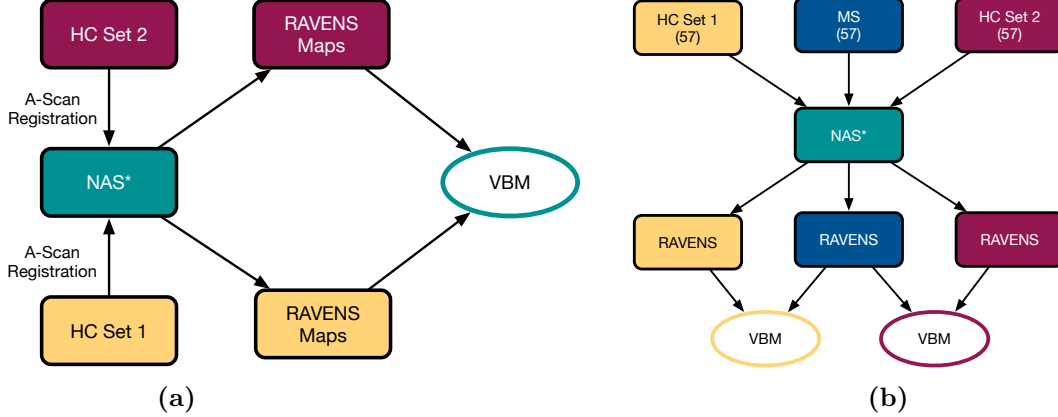 HC Set 2
RAVENS
Maps
A-Scan
Registration
NAS*
VBM
A-Scan
Registration
HC Set 1
RAVENS
Maps
(a)
HC Set 1
(57)
MS
(57)
HC Set 2
(57)
NAS*
RAVENS
RAVENS
RAVENS
VBM
VBM
(b)